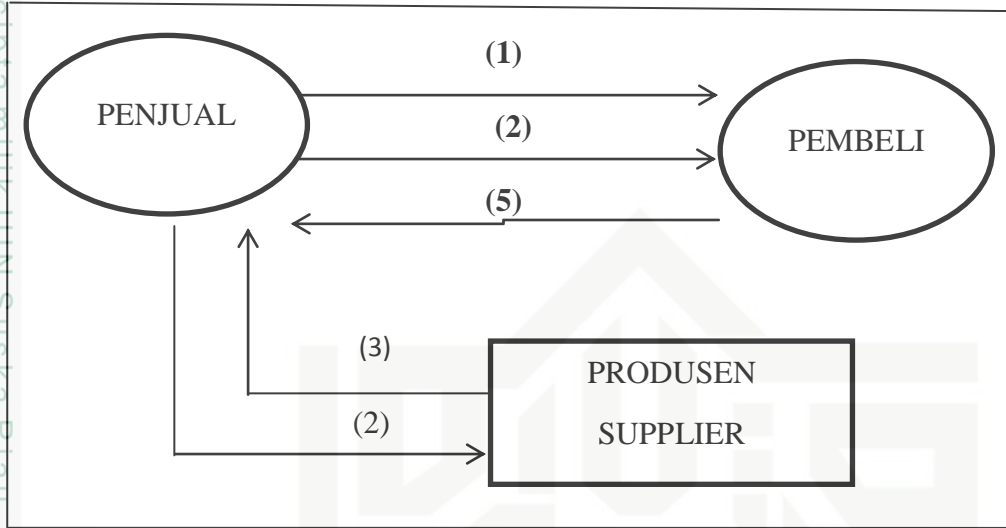 (1)
PENJUAL
(2)
PEMBELI
(5)
(3)
PRODUSEN
(2)
SUPPLIER